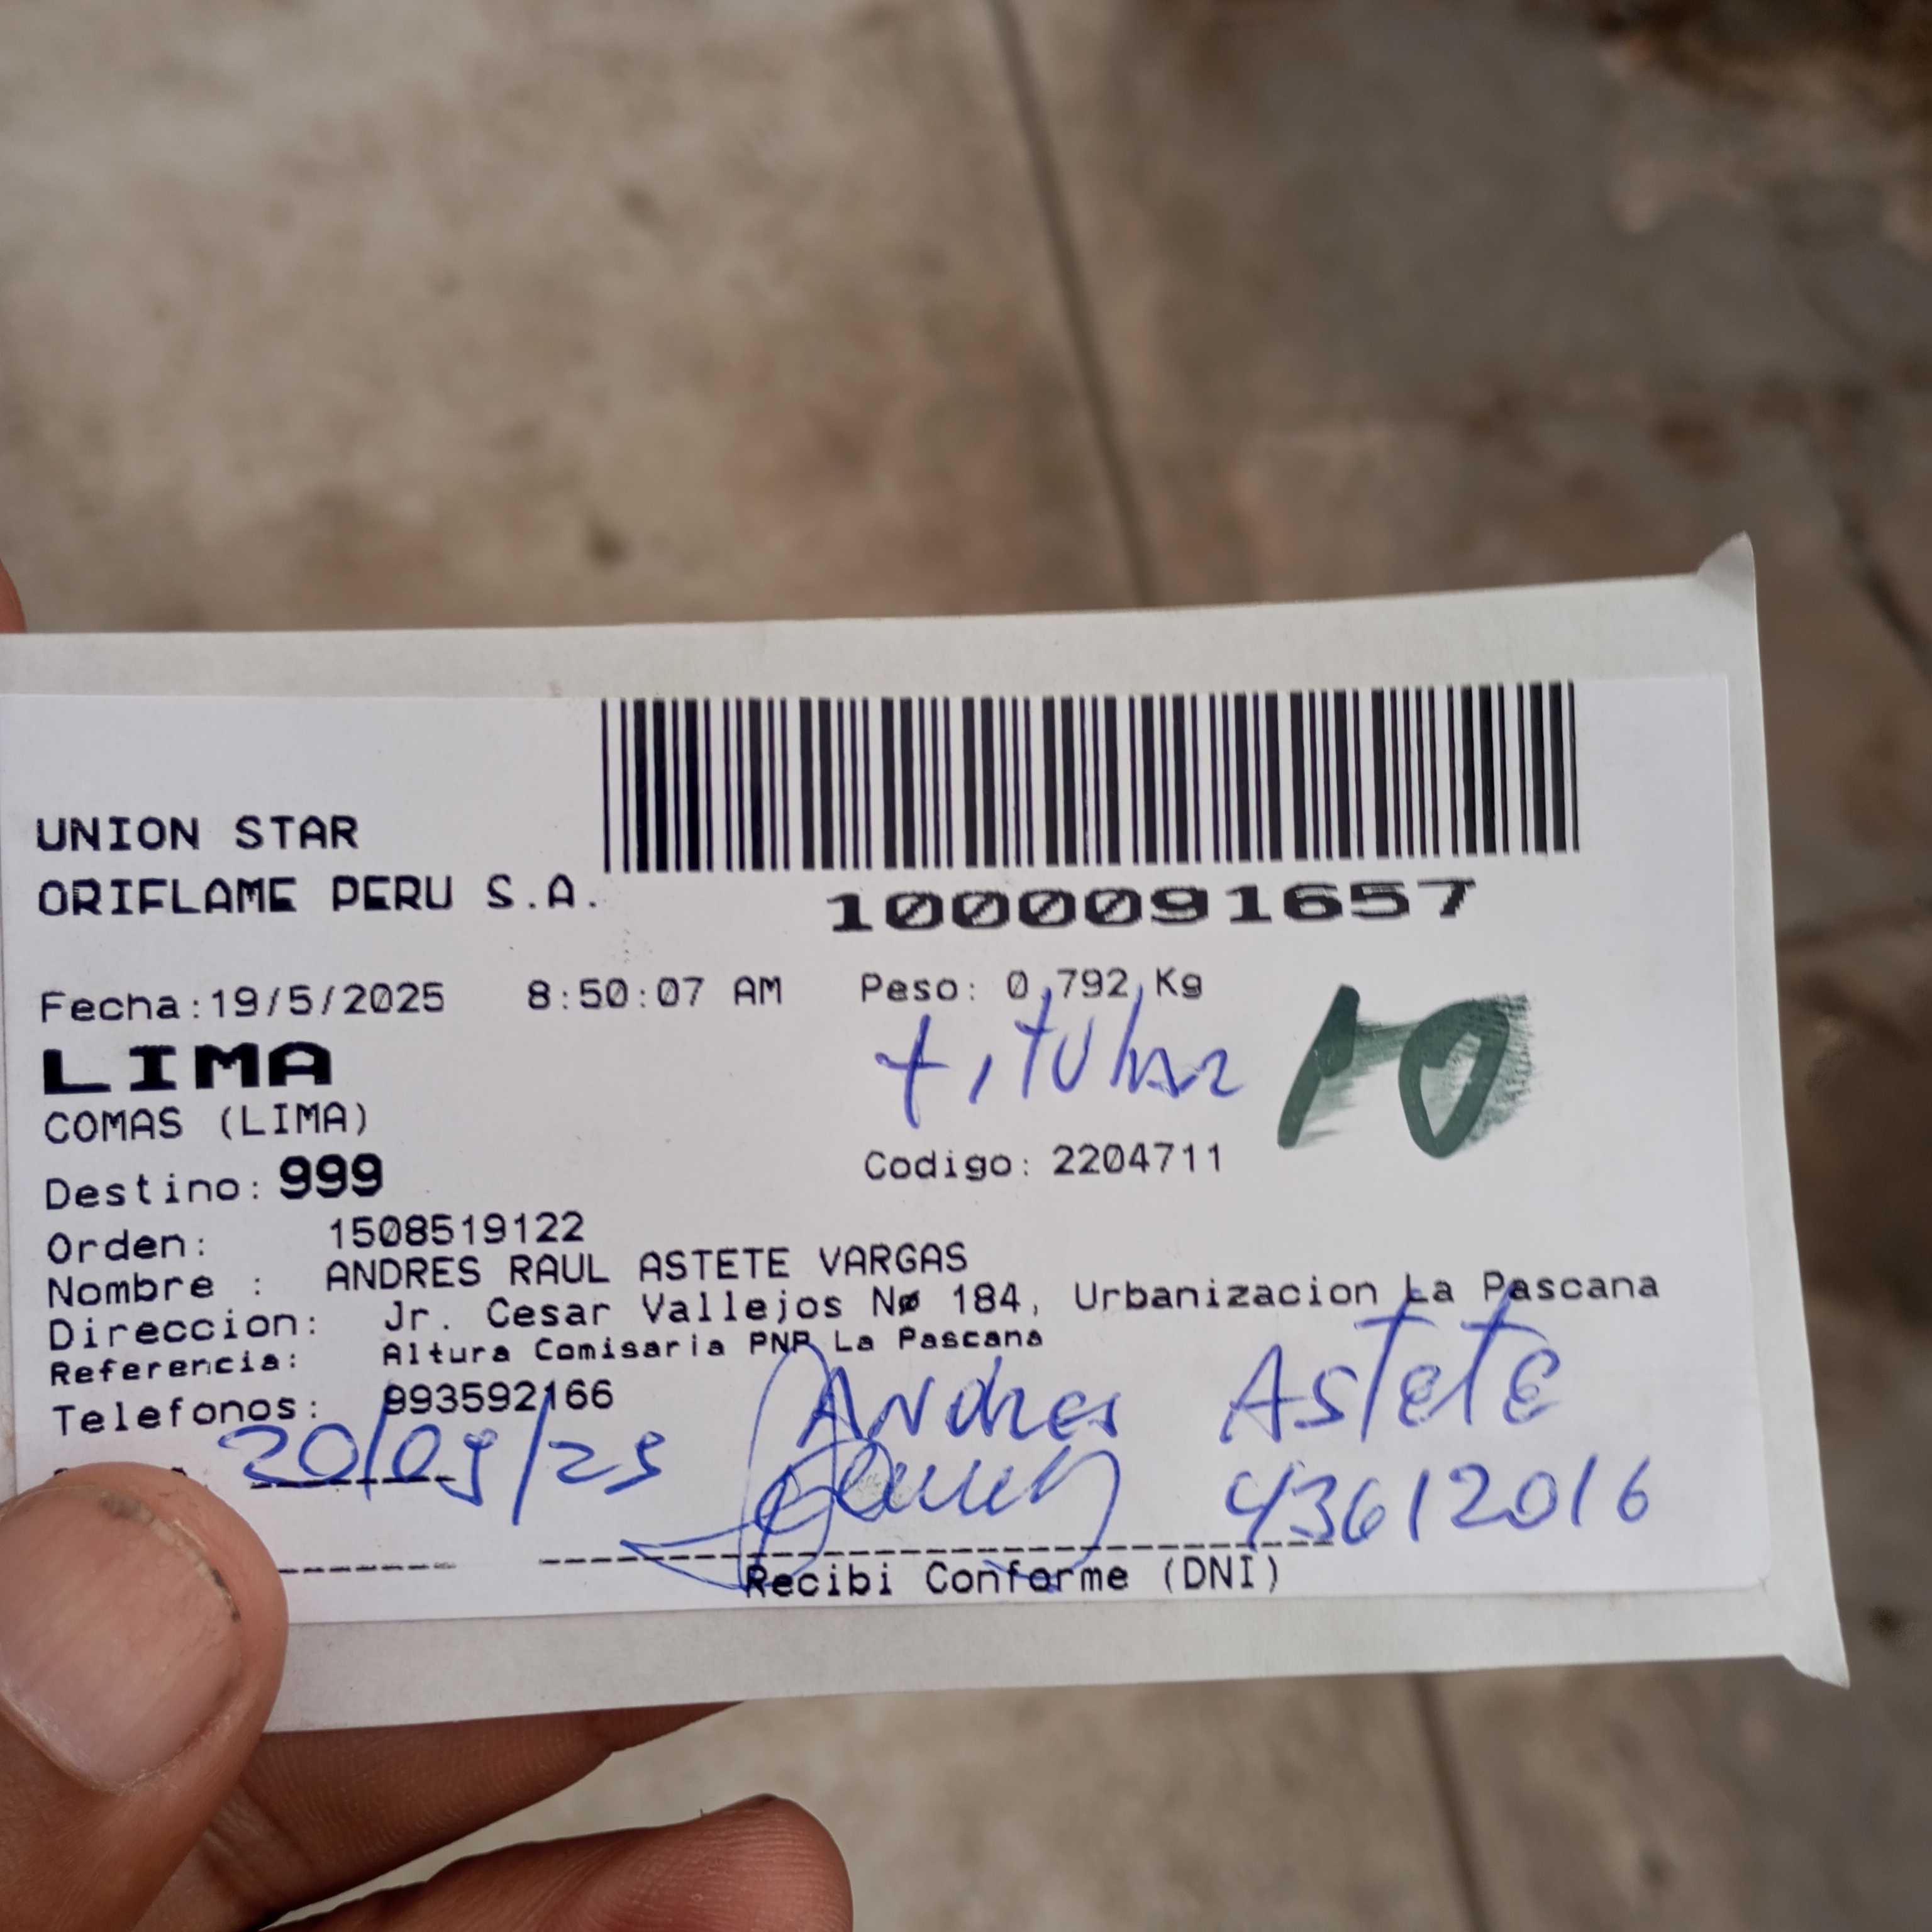 UNION STAR
ORIFLAME PERU S.A.
1000091657
Fecha:19/5/2025 8:50:07 AM Peso: 0,792 Kg
LIMA
titular 10
COMAS (LIMA)
Destino: 999 Codigo: 2204711
Orden: 1508519122
Nombre : ANDRES RAUL ASTETE VARGAS
Direccion: Jr. Cesar Vallejos Nø 184, Urbanizacion La Pascana
Referencia: Altura Comisaria PNP La Pascana
Telefonos: 993592166
Andres Astete
20/05/25 43612016
Recibi Conforme (DNI)